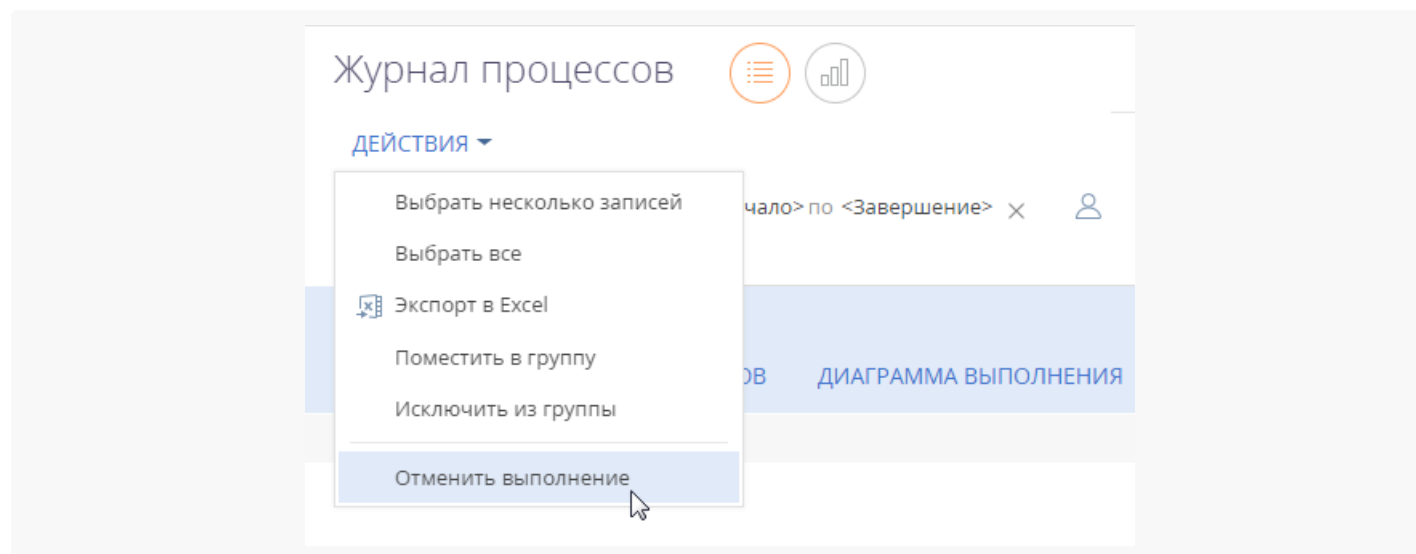 Журнал процессов
ДЕЙСТВИЯ
Выбрать несколько записей
чало> по <Завершение>
Выбрать все
Экспорт в Excel
Поместить в группу
ОВ ДИАГРАММА ВЫПОЛНЕНИЯ
Исключить из группы
Отменить выполнение